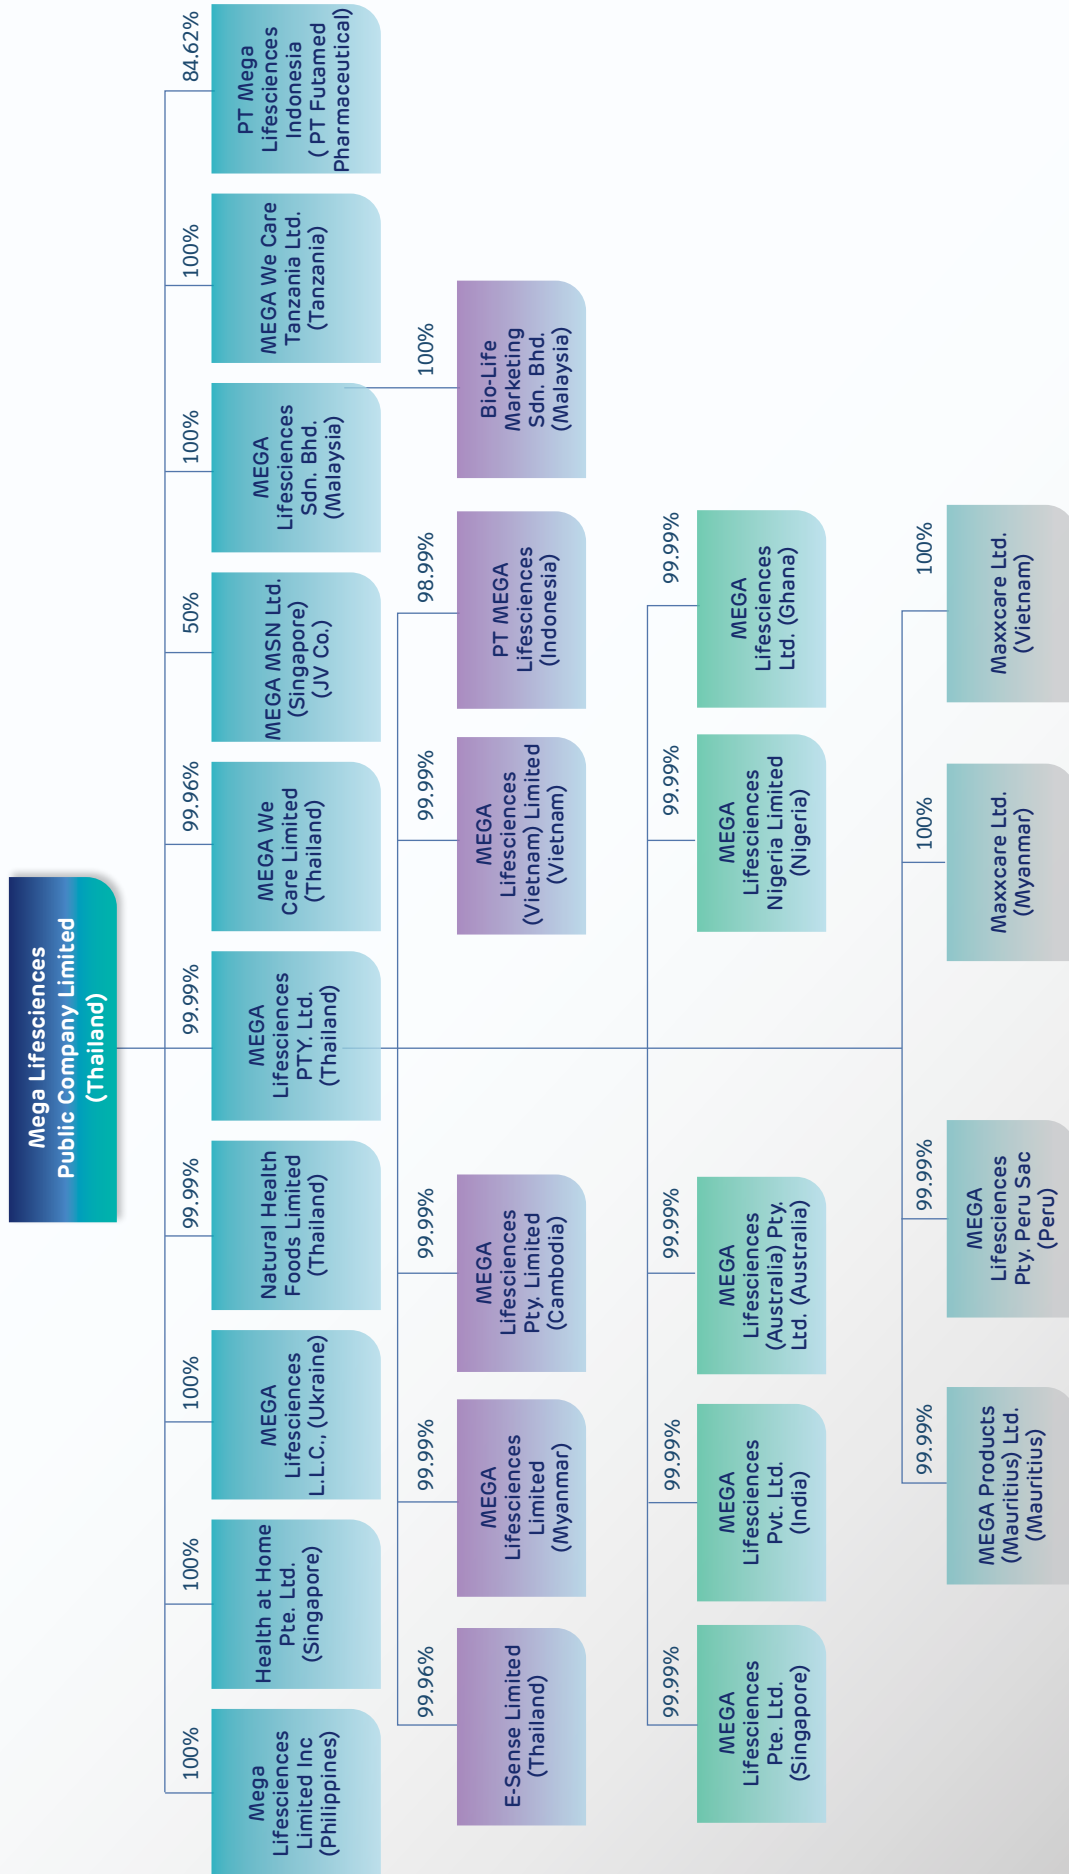 Mega Lifesciences
Public Company Limited
(Thailand)
100%
Mega
Lifesciences
Limited Inc
(Philippines)
100%
Health at Home
Pte. Ltd.
(Singapore)
100%
MEGA
Lifesciences
L.L.C., (Ukraine)
99.99%
Natural Health
Foods Limited
(Thailand)
99.99%
MEGA
Lifesciences
PTY. Ltd.
(Thailand)
99.96%
MEGA We
Care Limited
(Thailand)
50%
MEGA MSN Ltd.
(Singapore)
(JV Co.)
100%
MEGA
Lifesciences
Sdn. Bhd.
(Malaysia)
100%
MEGA We Care
Tanzania Ltd.
(Tanzania)
84.62%
PT Mega
Lifesciences
Indonesia
( PT Futamed
Pharmaceutical)
99.96%
E-Sense Limited
(Thailand)
99.99%
MEGA
Lifesciences
Limited
(Myanmar)
99.99%
MEGA
Lifesciences
Pty. Limited
(Cambodia)
99.99%
MEGA
Lifesciences
(Vietnam) Limited
(Vietnam)
98.99%
PT MEGA
Lifesciences
(Indonesia)
100%
Bio-Life
Marketing
Sdn. Bhd.
(Malaysia)
99.99%
MEGA
Lifesciences
Pte. Ltd.
(Singapore)
99.99%
MEGA
Lifesciences
Pvt. Ltd.
(India)
99.99%
MEGA
Lifesciences
(Australia) Pty.
Ltd. (Australia)
99.99%
MEGA
Lifesciences
Nigeria Limited
(Nigeria)
99.99%
MEGA
Lifesciences
Ltd. (Ghana)
99.99%
MEGA Products
(Mauritius) Ltd.
(Mauritius)
99.99%
MEGA
Lifesciences
Pty. Peru Sac
(Peru)
100%
Maxxcare Ltd.
(Myanmar)
100%
Maxxcare Ltd.
(Vietnam)